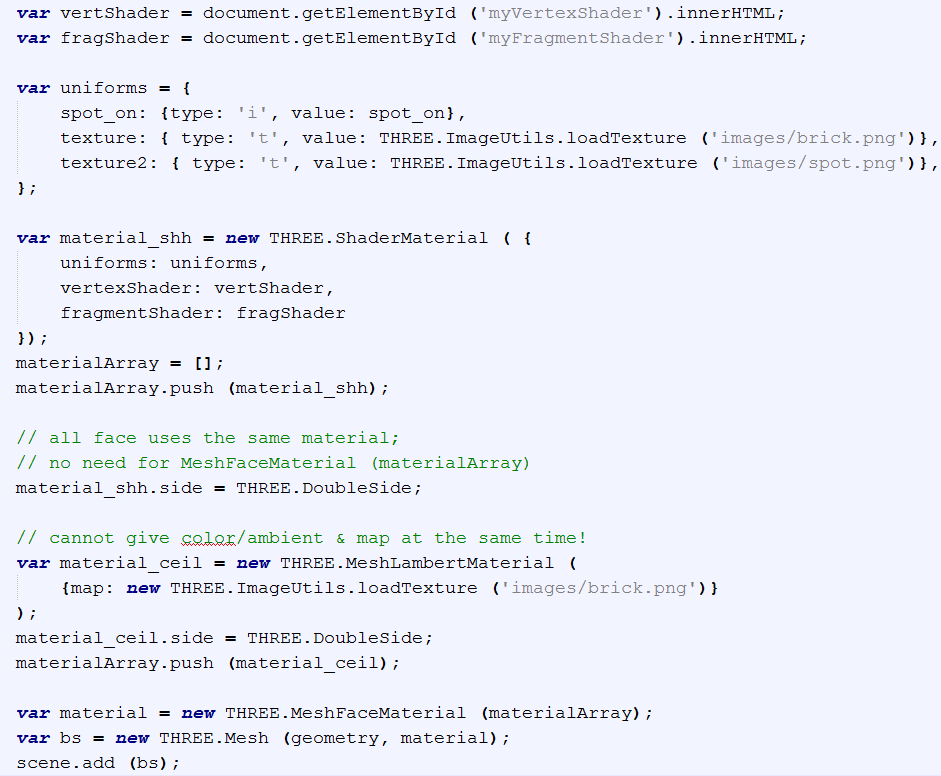 var vertShader = document.getElementById ('myVertexShader').innerHTML;
var fragShader = document.getElementById ('myFragmentShader').innerHTML;
var uniforms = {
spot_on: {type: 'i', value: spot_on},
texture: { type: 't', value: THREE.ImageUtils.loadTexture ('images/brick.png')},
texture2: { type: 't', value: THREE.ImageUtils.loadTexture ('images/spot.png')},
};
var material_shh = new THREE.ShaderMaterial ( {
uniforms: uniforms,
vertexShader: vertShader,
fragmentShader: fragShader
});
materialArray = [];
materialArray.push (material_shh);
// all face uses the same material;
// no need for MeshFaceMaterial (materialArray)
material_shh.side = THREE.DoubleSide;
// cannot give color/ambient & map at the same time!
var material_ceil = new THREE.MeshLambertMaterial (
{map: new THREE.ImageUtils.loadTexture ('images/brick.png')}
);
material_ceil.side = THREE.DoubleSide;
materialArray.push (material_ceil);
var material = new THREE.MeshFaceMaterial (materialArray);
var bs = new THREE.Mesh (geometry, material);
scene.add (bs);